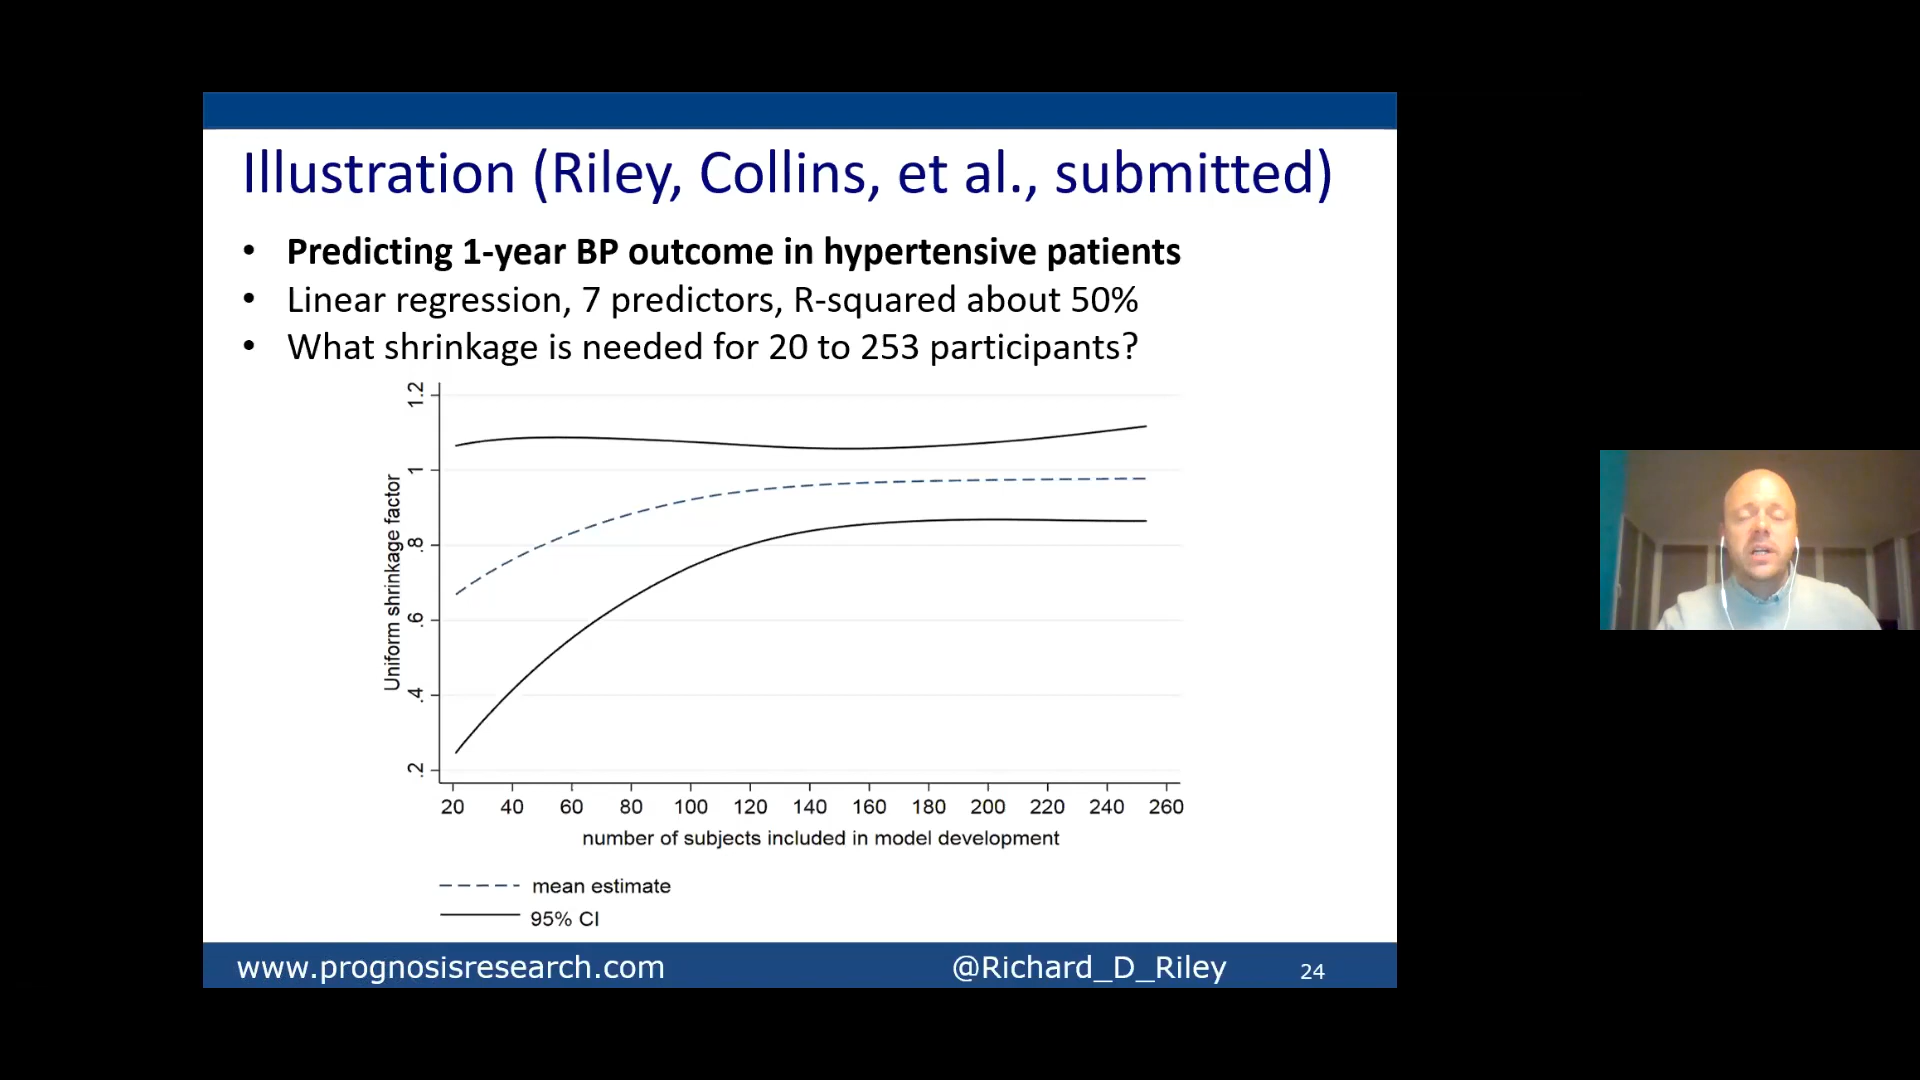 Illustration (Riley, Collins, et al., submitted)
• Predicting 1-year BP outcome in hypertensive patients
• Linear regression, 7 predictors, R-squared about 50%
• What shrinkage is needed for 20 to 253 participants?
Uniform shrinkage factor
1.2
1
.8
.6
.4
.2
20 40 60 80 100 120 140 160 180 200 220 240 260
number of subjects included in model development
mean estimate
95% CI
www.prognosisresearch.com @Richard_D_Riley 24